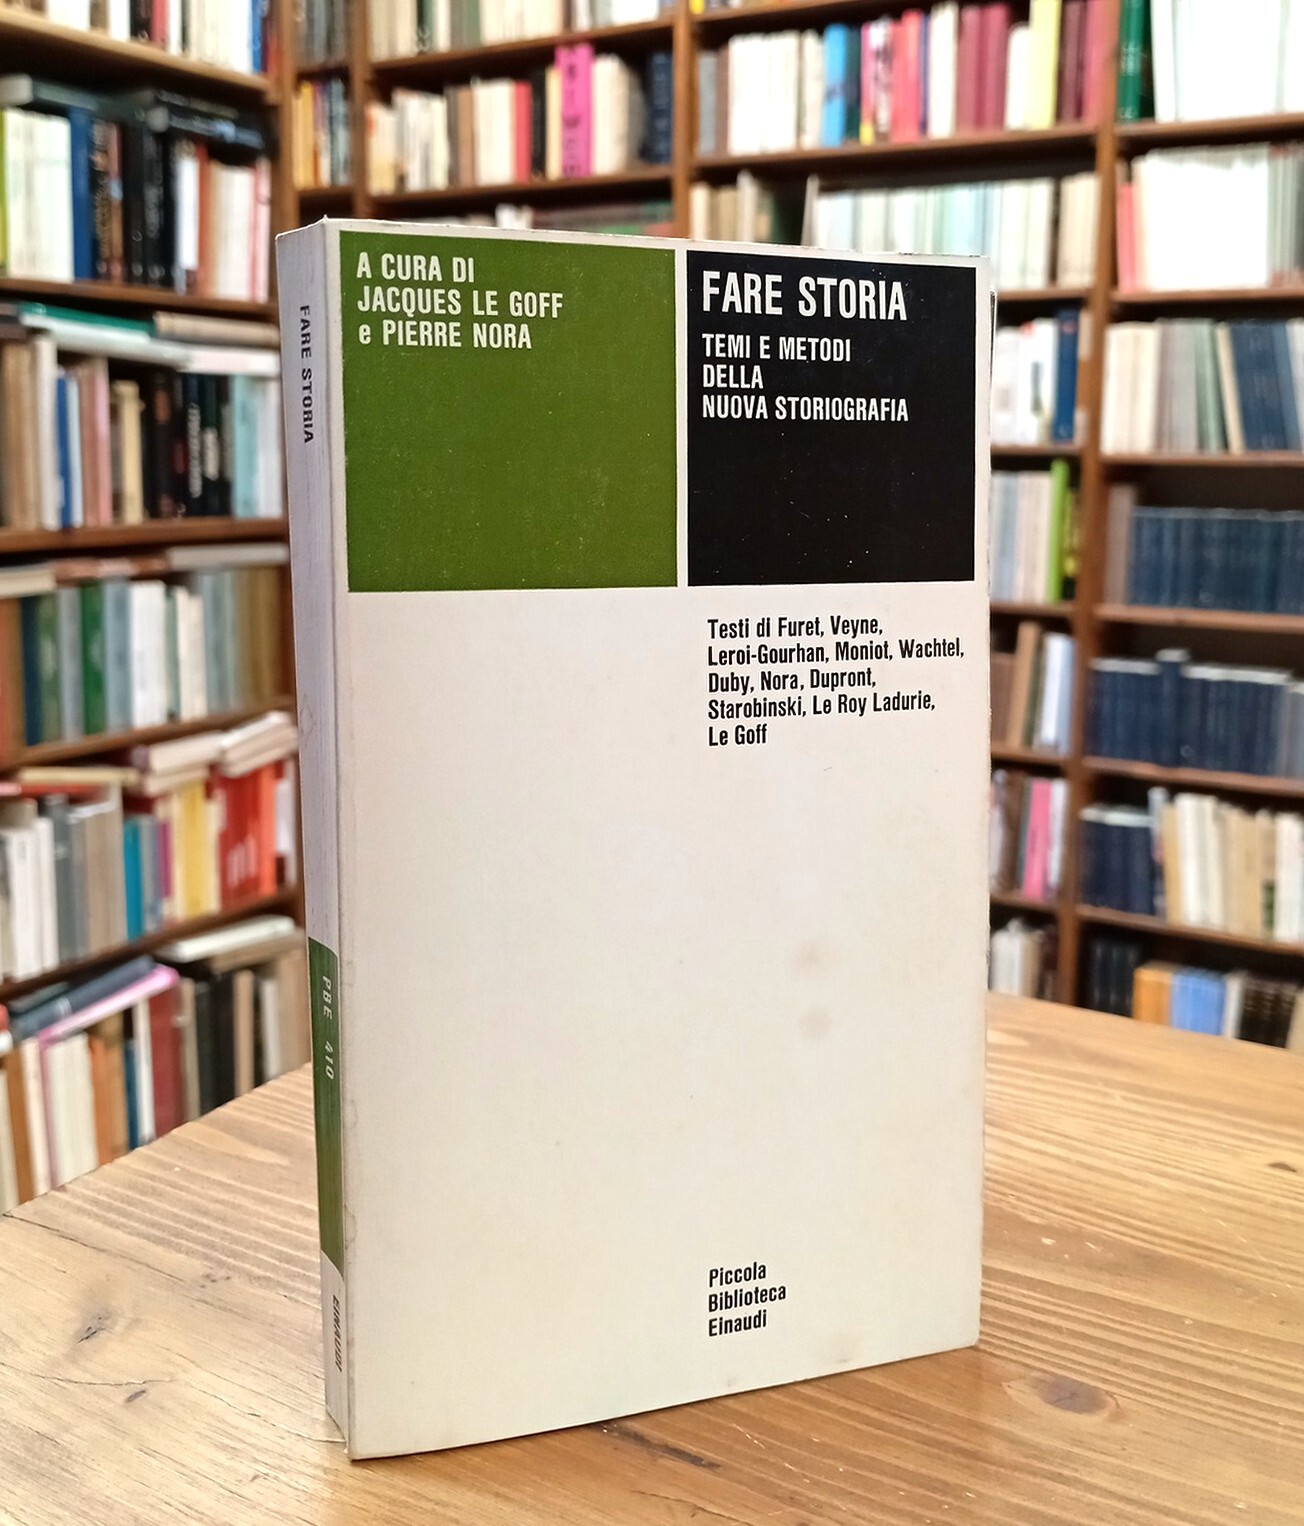 A CURA DI
JACQUES LE GOFF
e PIERRE NORA
FARE STORIA
TEMI E METODI
DELLA
NUOVA STORIOGRAFIA
Testi di Furet, Veyne,
Leroi-Gourhan, Moniot, Wachtel,
Duby, Nora, Dupront,
Starobinski, Le Roy Ladurie,
Le Goff
Piccola
Biblioteca
Einaudi
FARE STORIA
PBE 410
EINAUDI